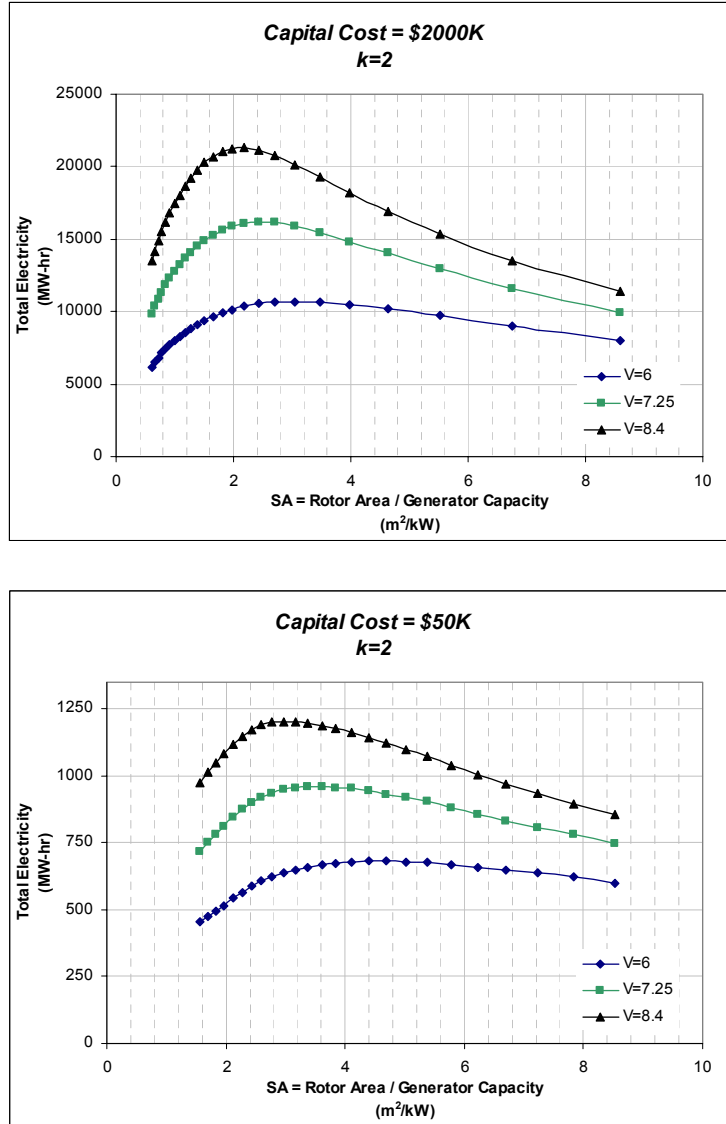 Capital Cost = $2000K
k=2
25000
20000
15000
10000
5000
0
Total Electricity
(MW-hr)
V=6
V=7.25
V=8.4
0 2 4 6 8 10
SA = Rotor Area / Generator Capacity
(m²/kW)
Capital Cost = $50K
k=2
1250
1000
750
500
250
0
Total Electricity
(MW-hr)
V=6
V=7.25
V=8.4
0 2 4 6 8 10
SA = Rotor Area / Generator Capacity
(m²/kW)